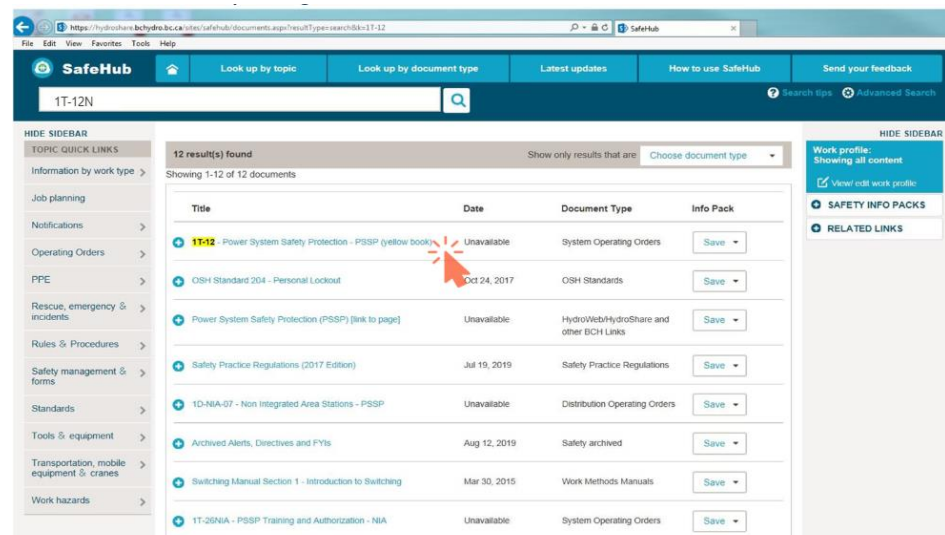 https://hydroshare.bchydro.bc.ca/sites/safehub/documents.aspx?resultType=search&k=1T-12
SafeHub
File Edit View Favorites Tools Help
SafeHub
Look up by topic
Look up by document type
Latest updates
How to use SafeHub
Send your feedback
1T-12N
Search tips
Advanced Search
HIDE SIDEBAR
TOPIC QUICK LINKS
Information by work type
Job planning
Notifications
Operating Orders
PPE
Rescue, emergency &
incidents
Rules & Procedures
Safety management &
forms
Standards
Tools & equipment
Transportation, mobile
equipment & cranes
Work hazards
12 result(s) found
Show only results that are
Choose document type
Showing 1-12 of 12 documents
Title Date Document Type Info Pack
1T-12 - Power System Safety Protection - PSSP (yellow book) Unavailable System Operating Orders Save
OSH Standard 204 - Personal Lockout Oct 24, 2017 OSH Standards Save
Power System Safety Protection (PSSP) [link to page] Unavailable HydroWeb/HydroShare and Save
other BCH Links
Safety Practice Regulations (2017 Edition) Jul 19, 2019 Safety Practice Regulations Save
1D-NIA-07 - Non Integrated Area Stations - PSSP Unavailable Distribution Operating Orders Save
Archived Alerts, Directives and FYIs Aug 12, 2019 Safety archived Save
Switching Manual Section 1 - Introduction to Switching Mar 30, 2015 Work Methods Manuals Save
1T-26NIA - PSSP Training and Authorization - NIA Unavailable System Operating Orders Save
HIDE SIDEBAR
Work profile:
Showing all content
View/ edit work profile
SAFETY INFO PACKS
RELATED LINKS